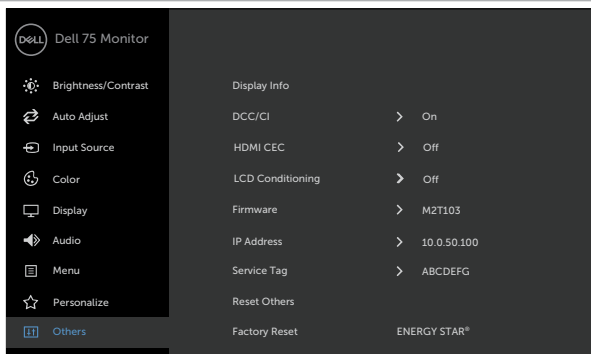 DELL Dell 75 Monitor
Brightness/Contrast Display Info
Auto Adjust DCC/CI On
Input Source HDMI CEC Off
Color LCD Conditioning Off
Display Firmware M2T103
Audio IP Address 10.0.50.100
Menu Service Tag ABCDEFG
Personalize Reset Others
Others Factory Reset ENERGY STAR®